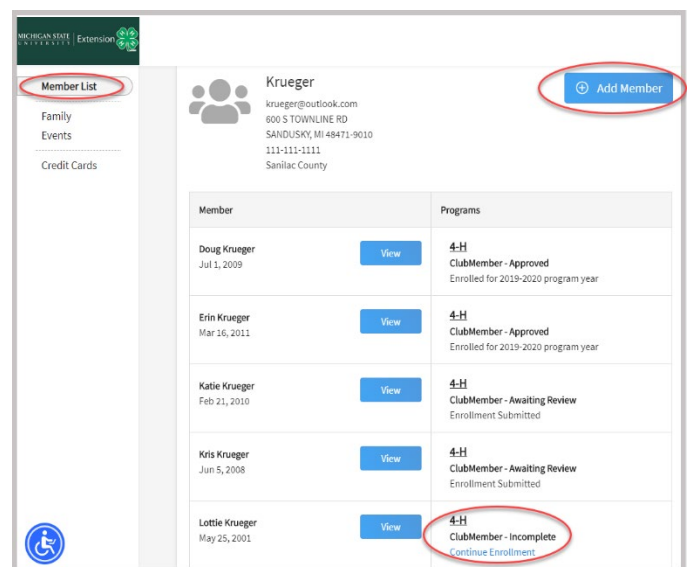 MICHIGAN STATE
UNIVERSITY
Extension
Member List
Family
Events
Credit Cards
Krueger
krueger@outlook.com
600 S TOWNLINE RD
SANDUSKY, MI 48471-9010
111-111-1111
Sanilac County
Add Member
Member
Programs
Doug Krueger
Jul 1, 2009
View
4-H
ClubMember - Approved
Enrolled for 2019-2020 program year
Erin Krueger
Mar 16, 2011
View
4-H
ClubMember - Approved
Enrolled for 2019-2020 program year
Katie Krueger
Feb 21, 2010
View
4-H
ClubMember - Awaiting Review
Enrollment Submitted
Kris Krueger
Jun 5, 2008
View
4-H
ClubMember - Awaiting Review
Enrollment Submitted
Lottie Krueger
May 25, 2001
View
4-H
ClubMember - Incomplete
Continue Enrollment